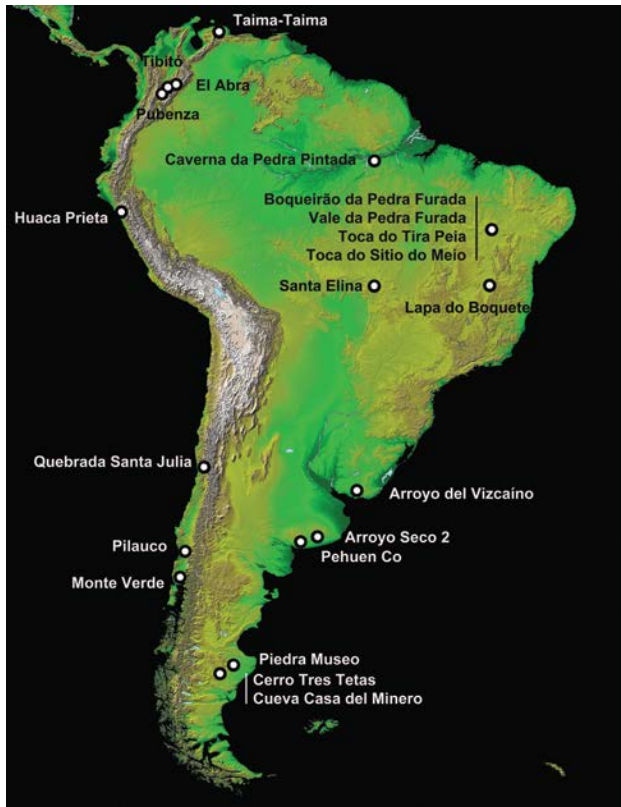 Taima-Taima
Tibitó
El Abra
Pubenza
Caverna da Pedra Pintada
Boqueirão da Pedra Furada
Vale da Pedra Furada
Huaca Prieta
Toca do Tira Peia
Toca do Sitio do Meio
Santa Elina
Lapa do Boquete
Quebrada Santa Julia
Arroyo del Vizcaíno
Arroyo Seco 2
Pilauco
Pehuen Co
Monte Verde
Piedra Museo
Cerro Tres Tetas
Cueva Casa del Minero